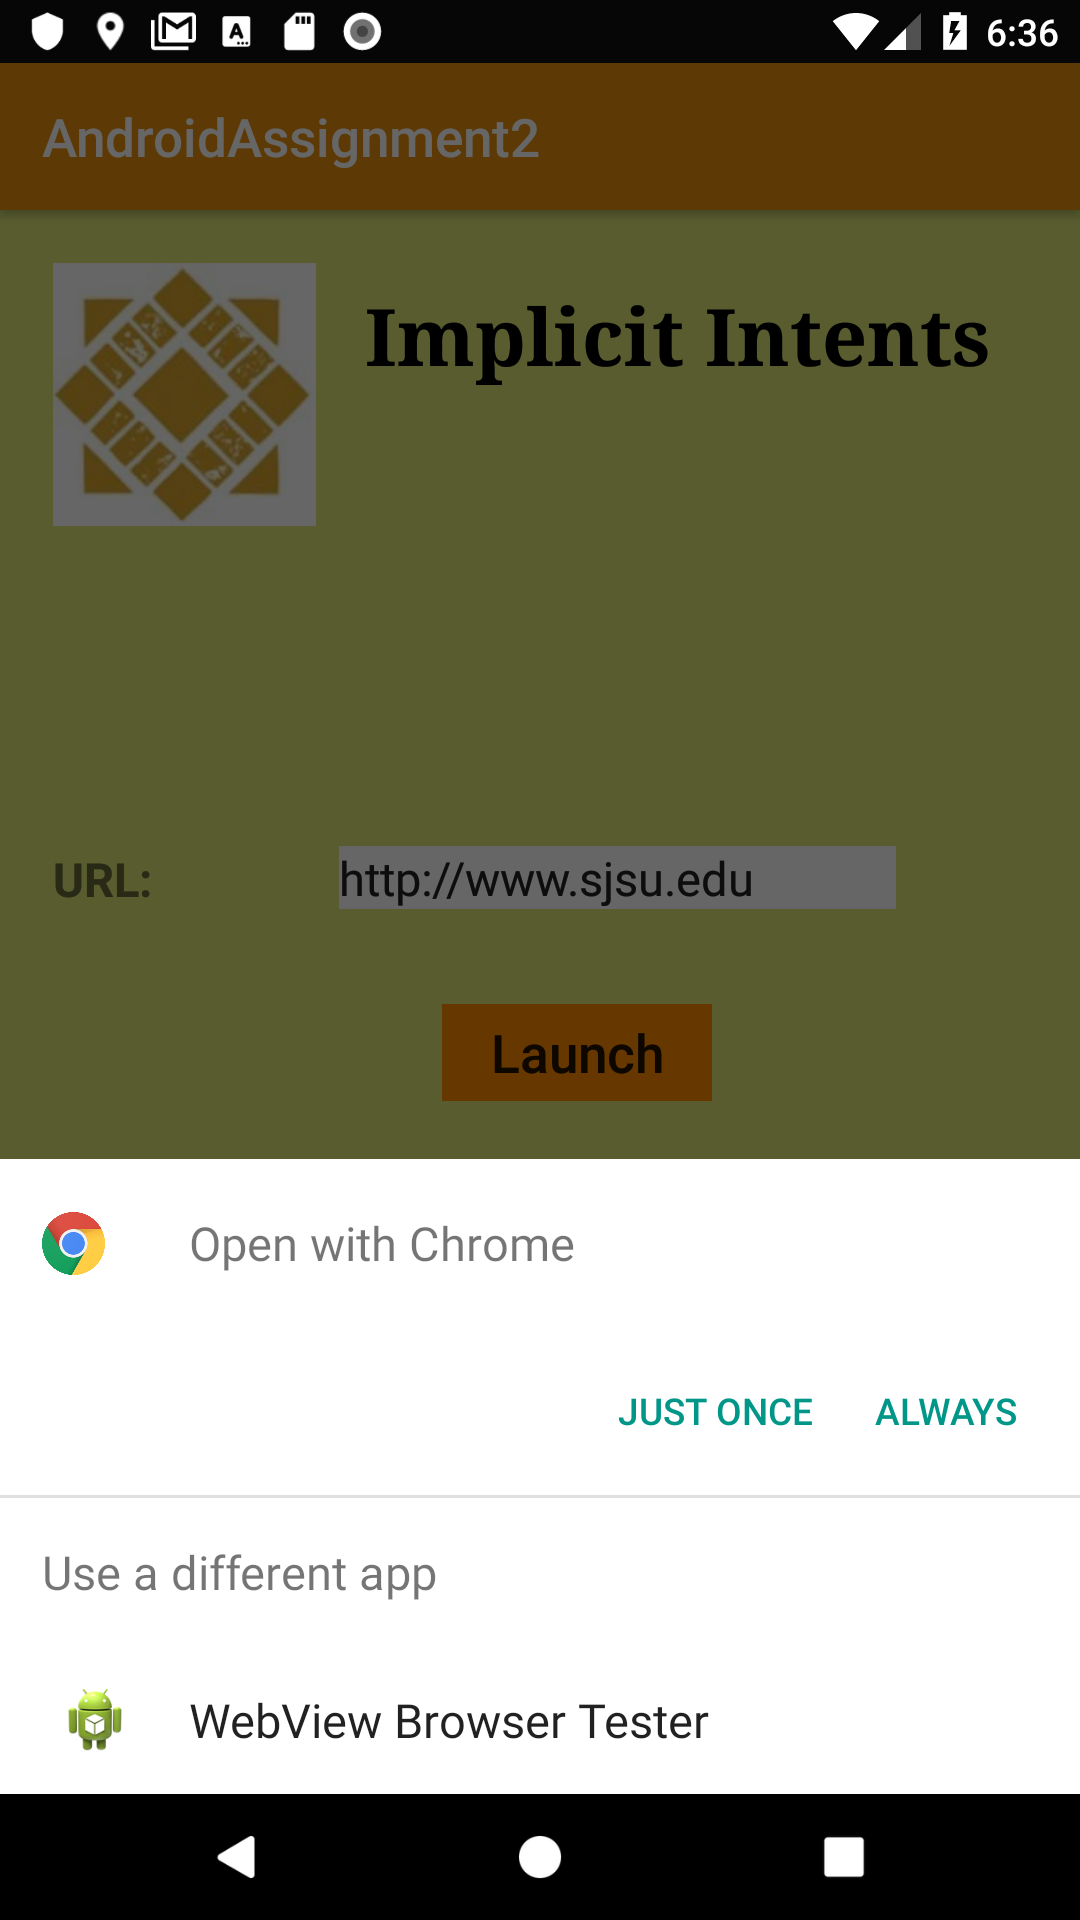 6:36
AndroidAssignment2
Implicit Intents
URL:
http://www.sjsu.edu
Launch
Open with Chrome
JUST ONCE
ALWAYS
Use a different app
WebView Browser Tester